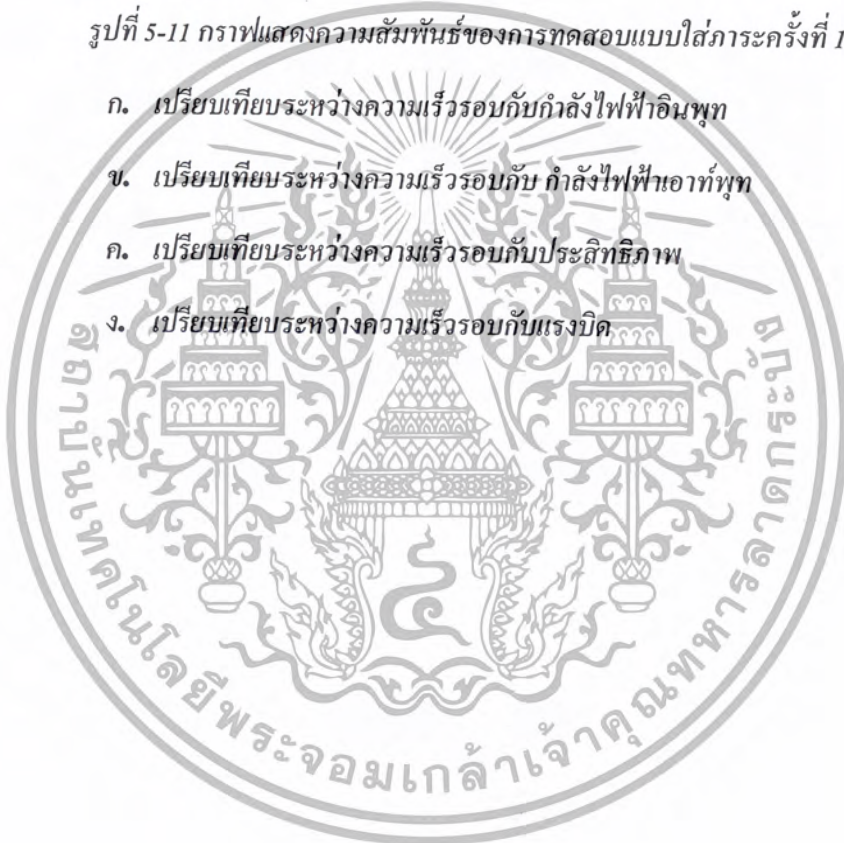 รูปที่ 5-11 กราฟแสดงความสัมพันธ์ของการทดสอบแบบใส่ภาระครั้งที่ 1
ก. เปรียบเทียบระหว่างความเร็วรอบกับกำลังไฟฟ้าอินพุท
ข. เปรียบเทียบระหว่างความเร็วรอบกับ กำลังไฟฟ้าเอาท์พุท
ค. เปรียบเทียบระหว่างความเร็วรอบกับประสิทธิภาพ
ง. เปรียบเทียบระหว่างความเร็วรอบกับแรงบิด
สถาบันเทคโนโลยีพระจอมเกล้าเจ้าคุณทหารลาดกระบัง